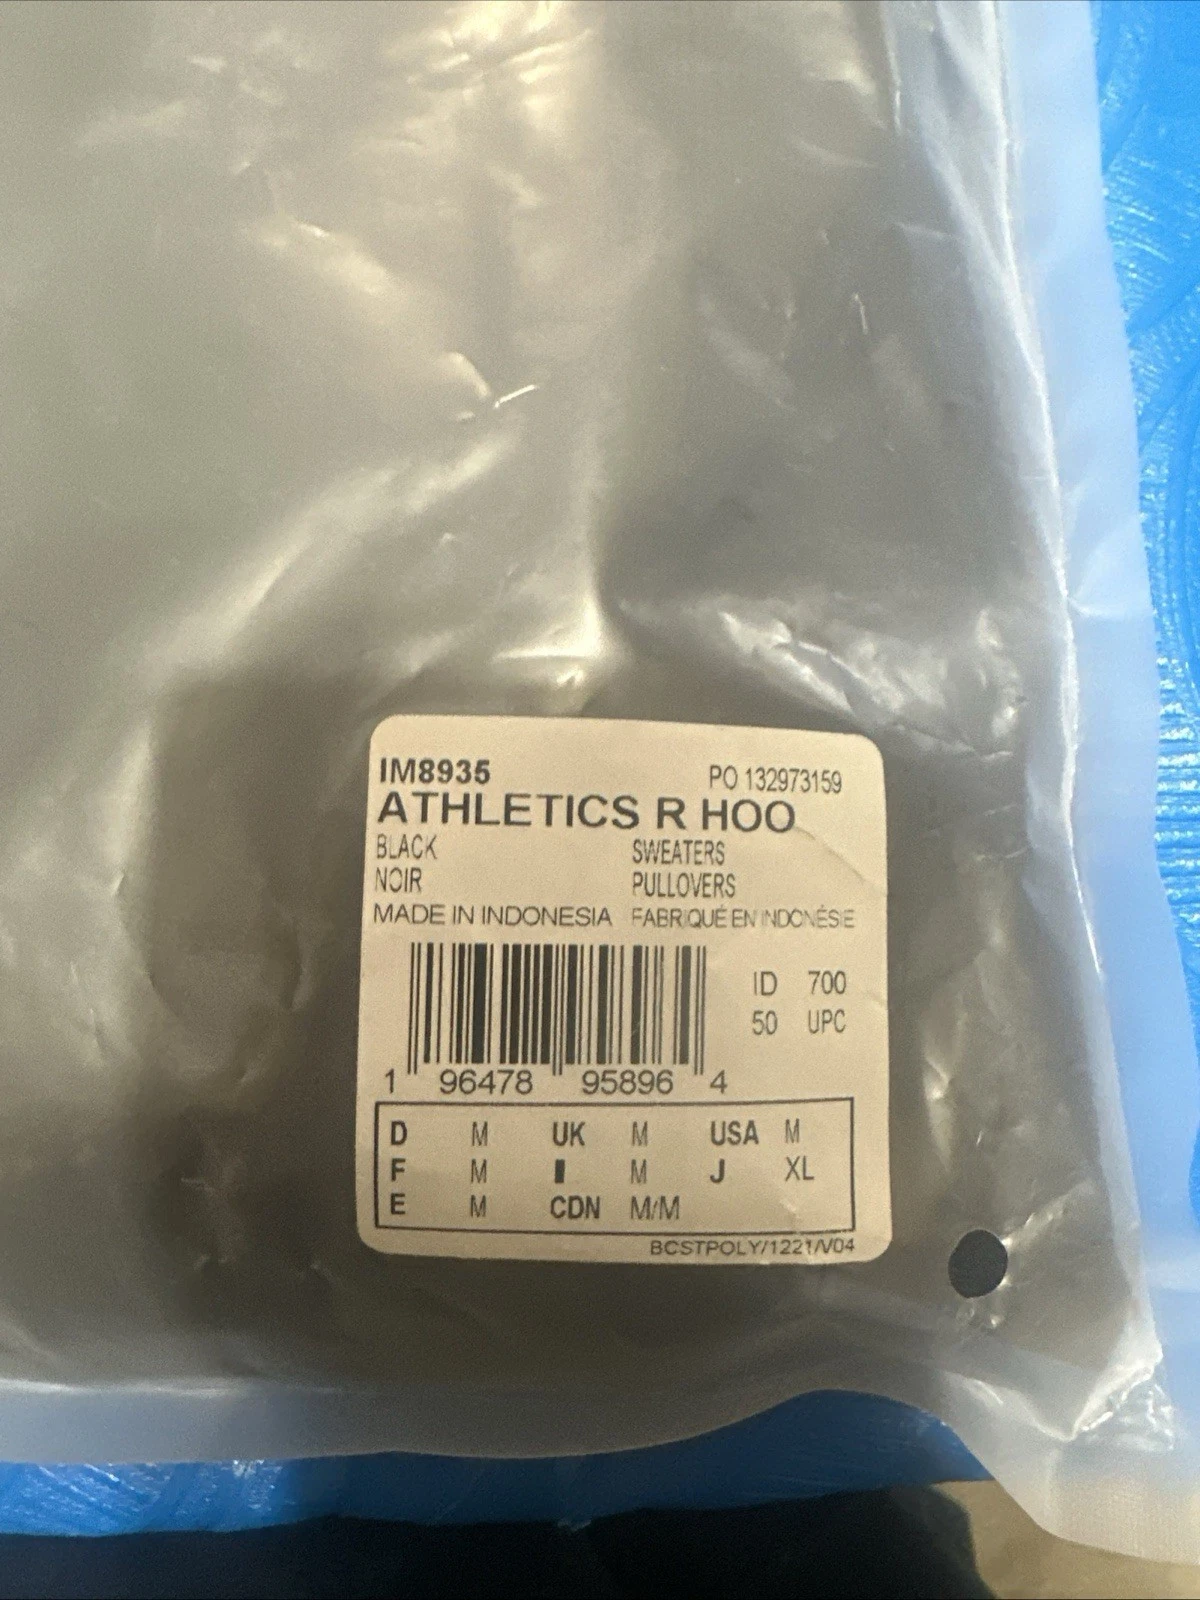 IM8935 PO 132973159
ATHLETICS R HOO
BLACK SWEATERS
NOIR PULLOVERS
MADE IN INDONESIA FABRIQUÉ EN INDONÉSIE
ID 700
50 UPC
1 96478 95896 4
D M UK M USA M
F M I M J XL
E M CDN M/M
BCSTPOLY/1221/V04